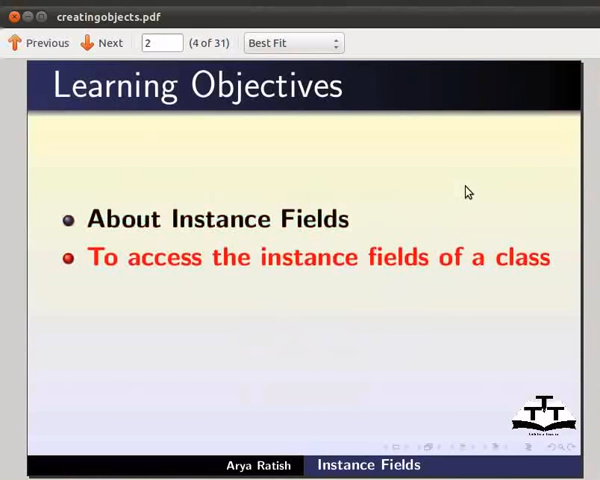 creatingobjects.pdf
Previous Next 2 (4 of 31) Best Fit
Learning Objectives
About Instance Fields
To access the instance fields of a class
TTT
Arya Ratish Instance Fields